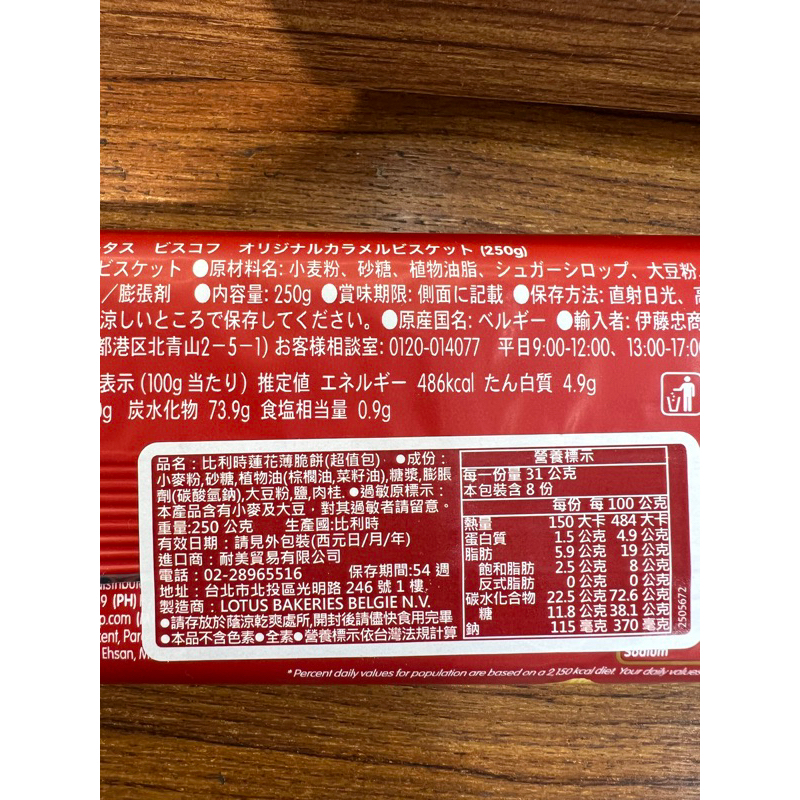 タス ビスコフ オリジナルカラメルビスケット (250g)
ビスケット ●原材料名: 小麦粉、砂糖、植物油脂、シュガーシロップ、大豆粉
／膨張剤 ●内容量: 250g ●賞味期限: 側面に記載 ●保存方法: 直射日光、高
涼しいところで保存してください。●原産国名: ベルギー ●輸入者: 伊藤忠商
都港区北青山2-5-1) お客様相談室: 0120-014077 平日9:00-12:00、13:00-17:0
表示 (100g 当たり) 推定値 エネルギー 486kcal たん白質 4.9g
g 炭水化物 73.9g 食塩相当量 0.9g
品名：比利時蓮花薄脆餅(超值包)．●成份：
小麥粉,砂糖,植物油(棕櫚油,菜籽油),糖漿,膨脹
劑(碳酸氫鈉),大豆粉,鹽,肉桂.●過敏原標示：
本產品含有小麥及大豆，對其過敏者請留意。
重量:250 公克 生產國:比利時
有效日期：請見外包裝(西元日/月/年)
進口商：耐美貿易有限公司
電話：02-28965516 保存期間:54 週
地址：台北市北投區光明路 246 號 1 樓
製造商：LOTUS BAKERIES BELGIE N.V.
●請存放於蔭涼乾爽處所,開封後請儘快食用完畢
●本品不含色素●全素●營養標示依台灣法規計算
營養標示
每一份量 31 公克
本包裝含 8 份
每份 每 100 公克
熱量 150 大卡 484 大卡
蛋白質 1.5 公克 4.9 公克
脂肪 5.9 公克 19 公克
飽和脂肪 2.5 公克 8 公克
反式脂肪 0 公克 0 公克
碳水化合物 22.5 公克 72.6 公克
糖 11.8 公克 38.1 公克
鈉 115 毫克 370 毫克
2505672
9 (PH)
o.com
Ehsan, M
Sodium
*Percent daily values for population are based on a 2,150 kcal diet. Your daily values